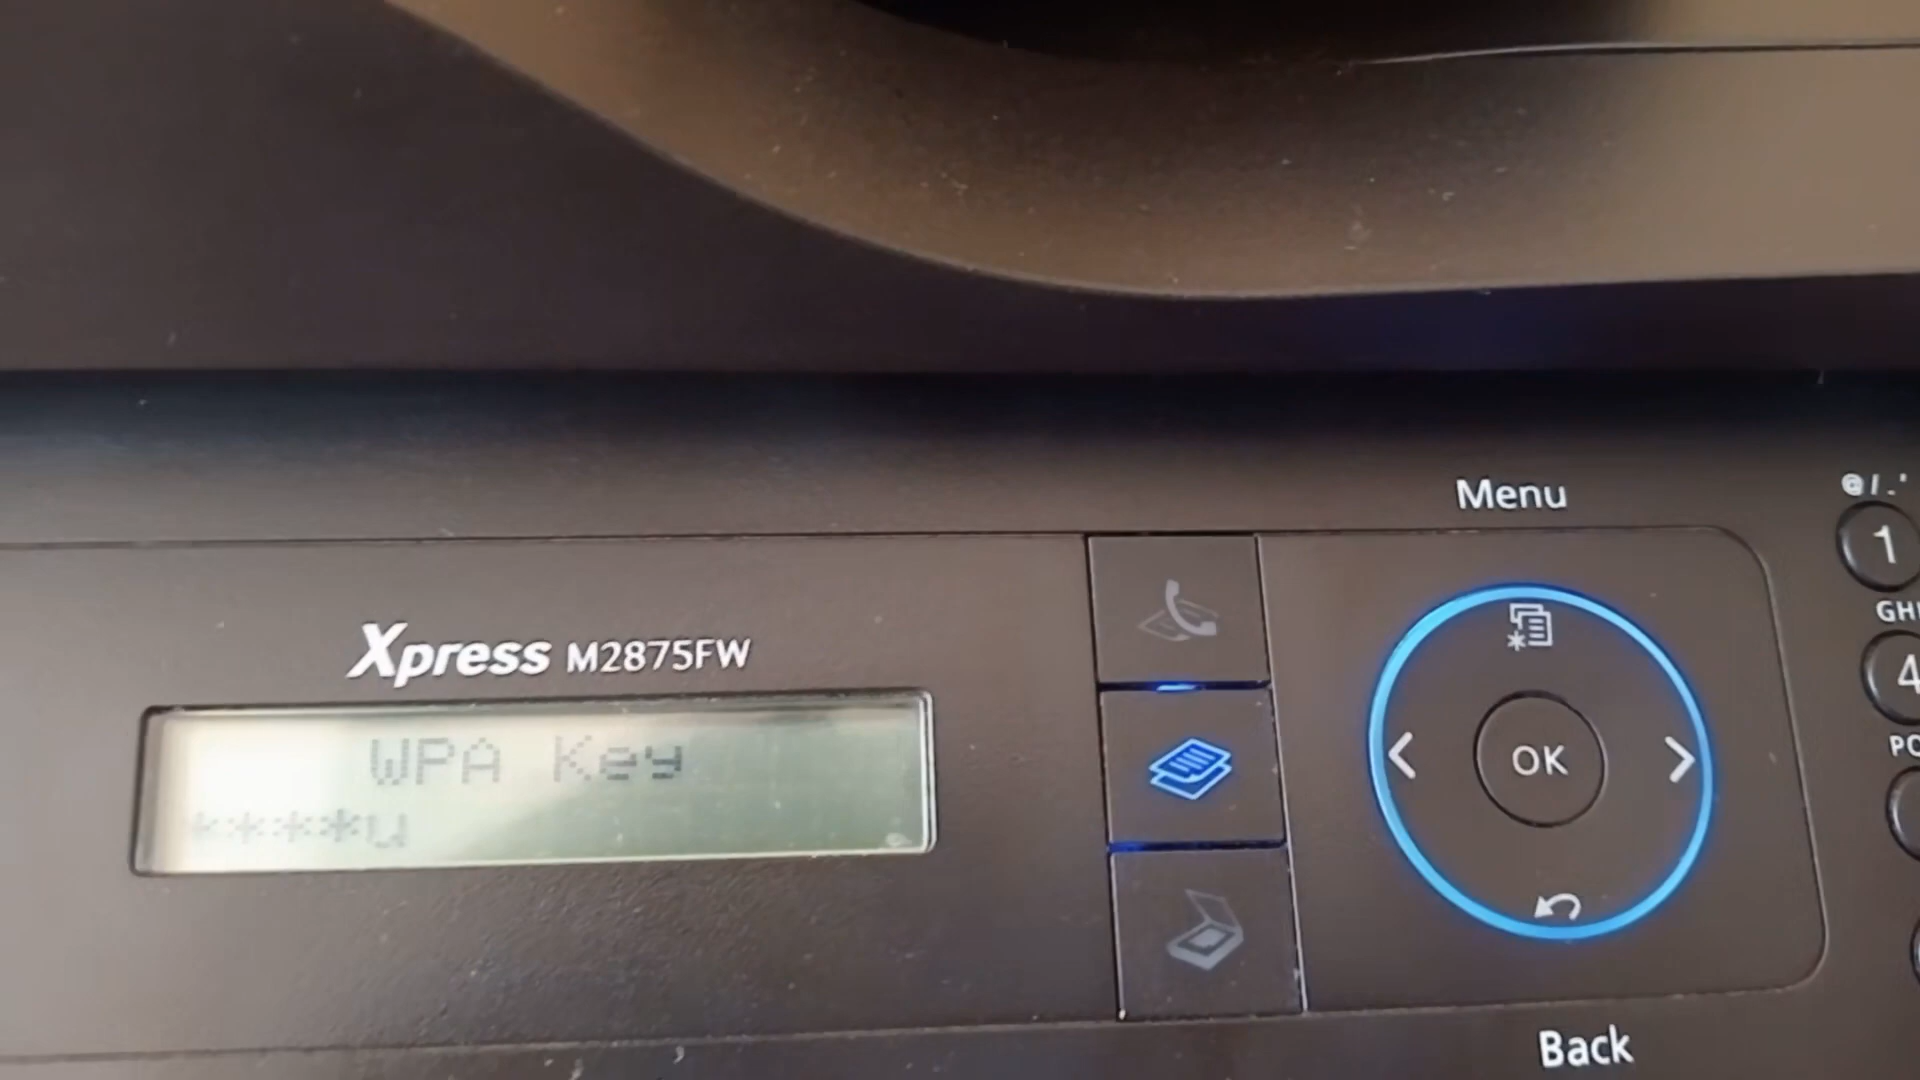 Menu
@/.-'
1
GHI
4
Xpress M2875FW
WPA Key
****u
OK
Back